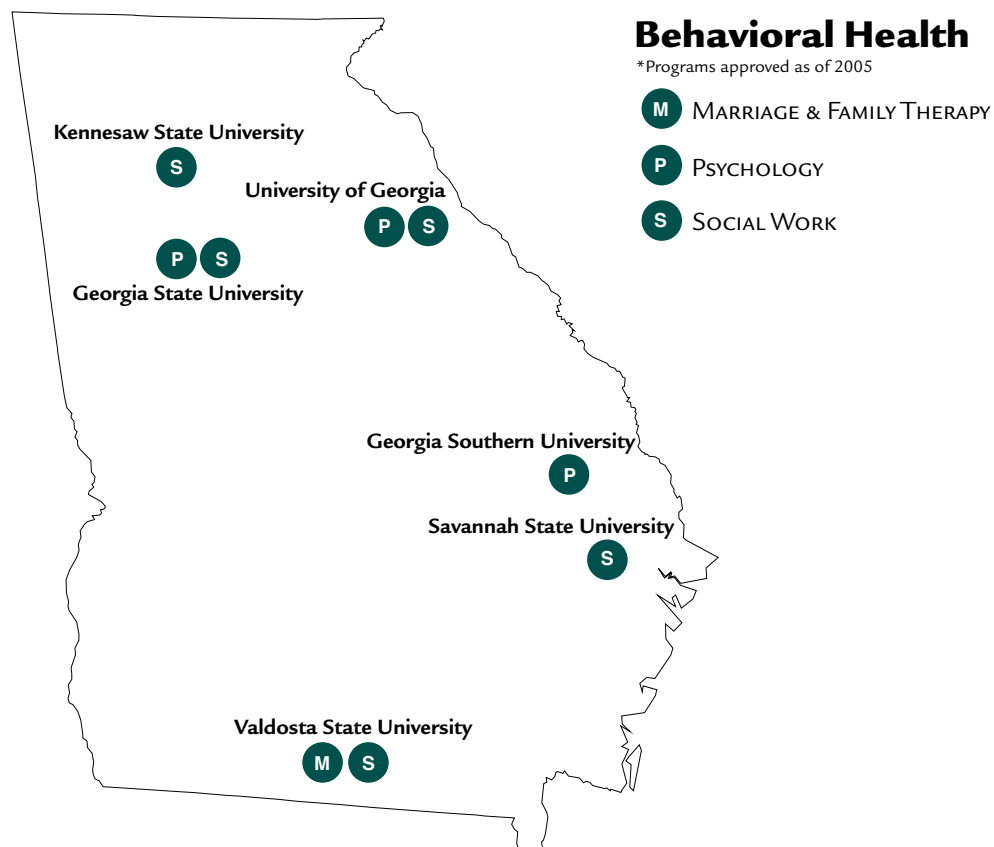 Behavioral Health
*Programs approved as of 2005
M MARRIAGE & FAMILY THERAPY
P PSYCHOLOGY
S SOCIAL WORK
Kennesaw State University
S
University of Georgia
P S
P S
Georgia State University
Georgia Southern University
P
Savannah State University
S
Valdosta State University
M S